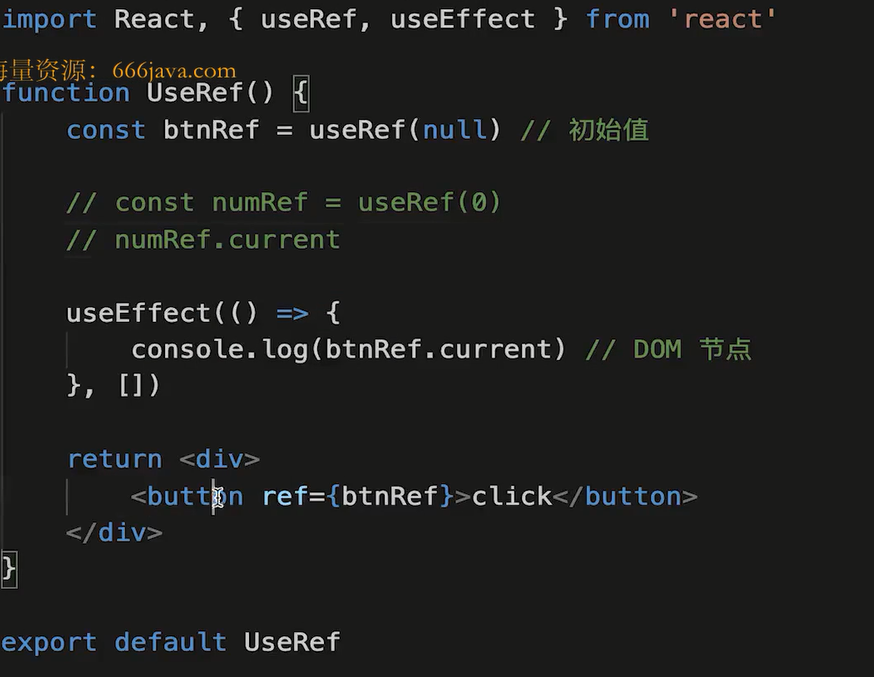 import React, { useRef, useEffect } from 'react'
海量资源：666java.com
function UseRef() {
const btnRef = useRef(null) // 初始值
// const numRef = useRef(0)
// numRef.current
useEffect(() => {
console.log(btnRef.current) // DOM 节点
}, [])
return <div>
<button ref={btnRef}>click</button>
</div>
}
export default UseRef